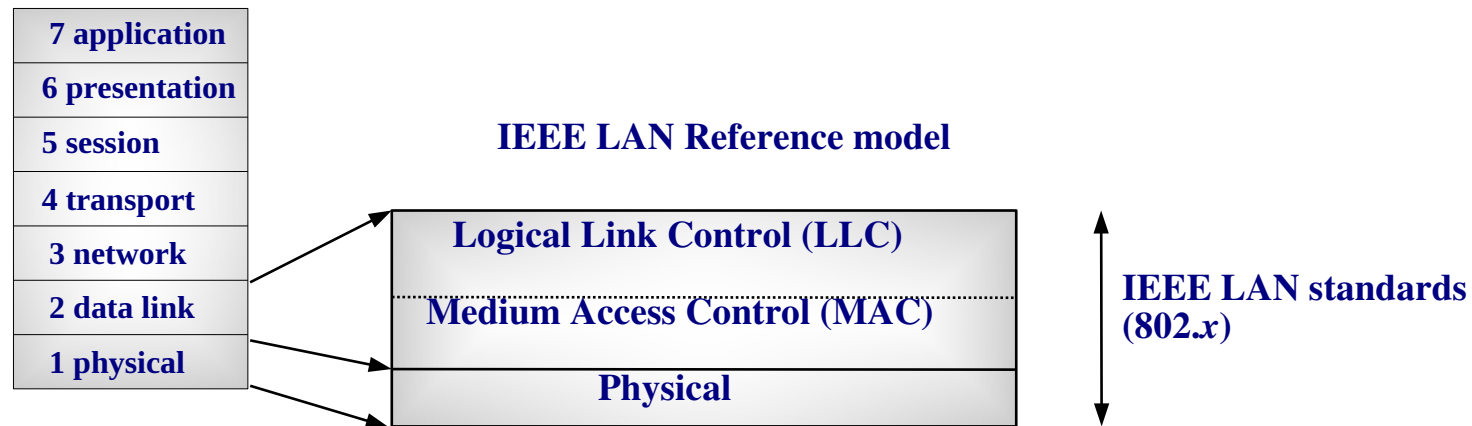 7 application
6 presentation
5 session
4 transport
3 network
2 data link
1 physical
IEEE LAN Reference model
Logical Link Control (LLC)
Medium Access Control (MAC)
Physical
IEEE LAN standards
(802.x)